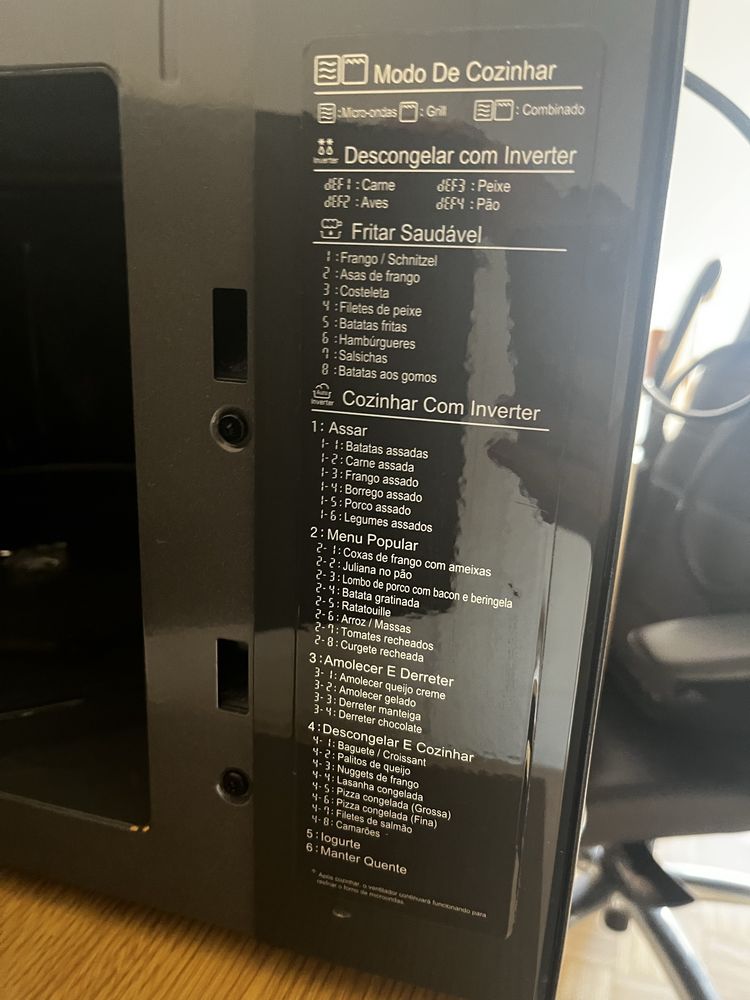 Modo De Cozinhar
:Micro-ondas :Grill :Combinado
Inverter Descongelar com Inverter
dEF1 :Carne dEF3 :Peixe
dEF2 :Aves dEF4 :Pão
Fritar Saudável
1 :Frango / Schnitzel
2 :Asas de frango
3 :Costeleta
4 :Filetes de peixe
5 :Batatas fritas
6 :Hambúrgueres
7 :Salsichas
8 :Batatas aos gomos
Auto Inverter Cozinhar Com Inverter
1: Assar
1-1: Batatas assadas
1-2: Carne assada
1-3: Frango assado
1-4: Borrego assado
1-5: Porco assado
1-6: Legumes assados
2: Menu Popular
2-1: Coxas de frango com ameixas
2-2: Juliana no pão
2-3: Lombo de porco com bacon e beringela
2-4: Batata gratinada
2-5: Ratatouille
2-6: Arroz / Massas
2-7: Tomates recheados
2-8: Curgete recheada
3: Amolecer E Derreter
3-1: Amolecer queijo creme
3-2: Amolecer gelado
3-3: Derreter manteiga
3-4: Derreter chocolate
4: Descongelar E Cozinhar
4-1: Baguete / Croissant
4-2: Palitos de queijo
4-3: Nuggets de frango
4-4: Lasanha congelada
4-5: Pizza congelada (Grossa)
4-6: Pizza congelada (Fina)
4-7: Filetes de salmão
4-8: Camarões
5: Iogurte
6: Manter Quente
* Após cozinhar, o ventilador continuará funcionando para
resfriar o forno de microondas.